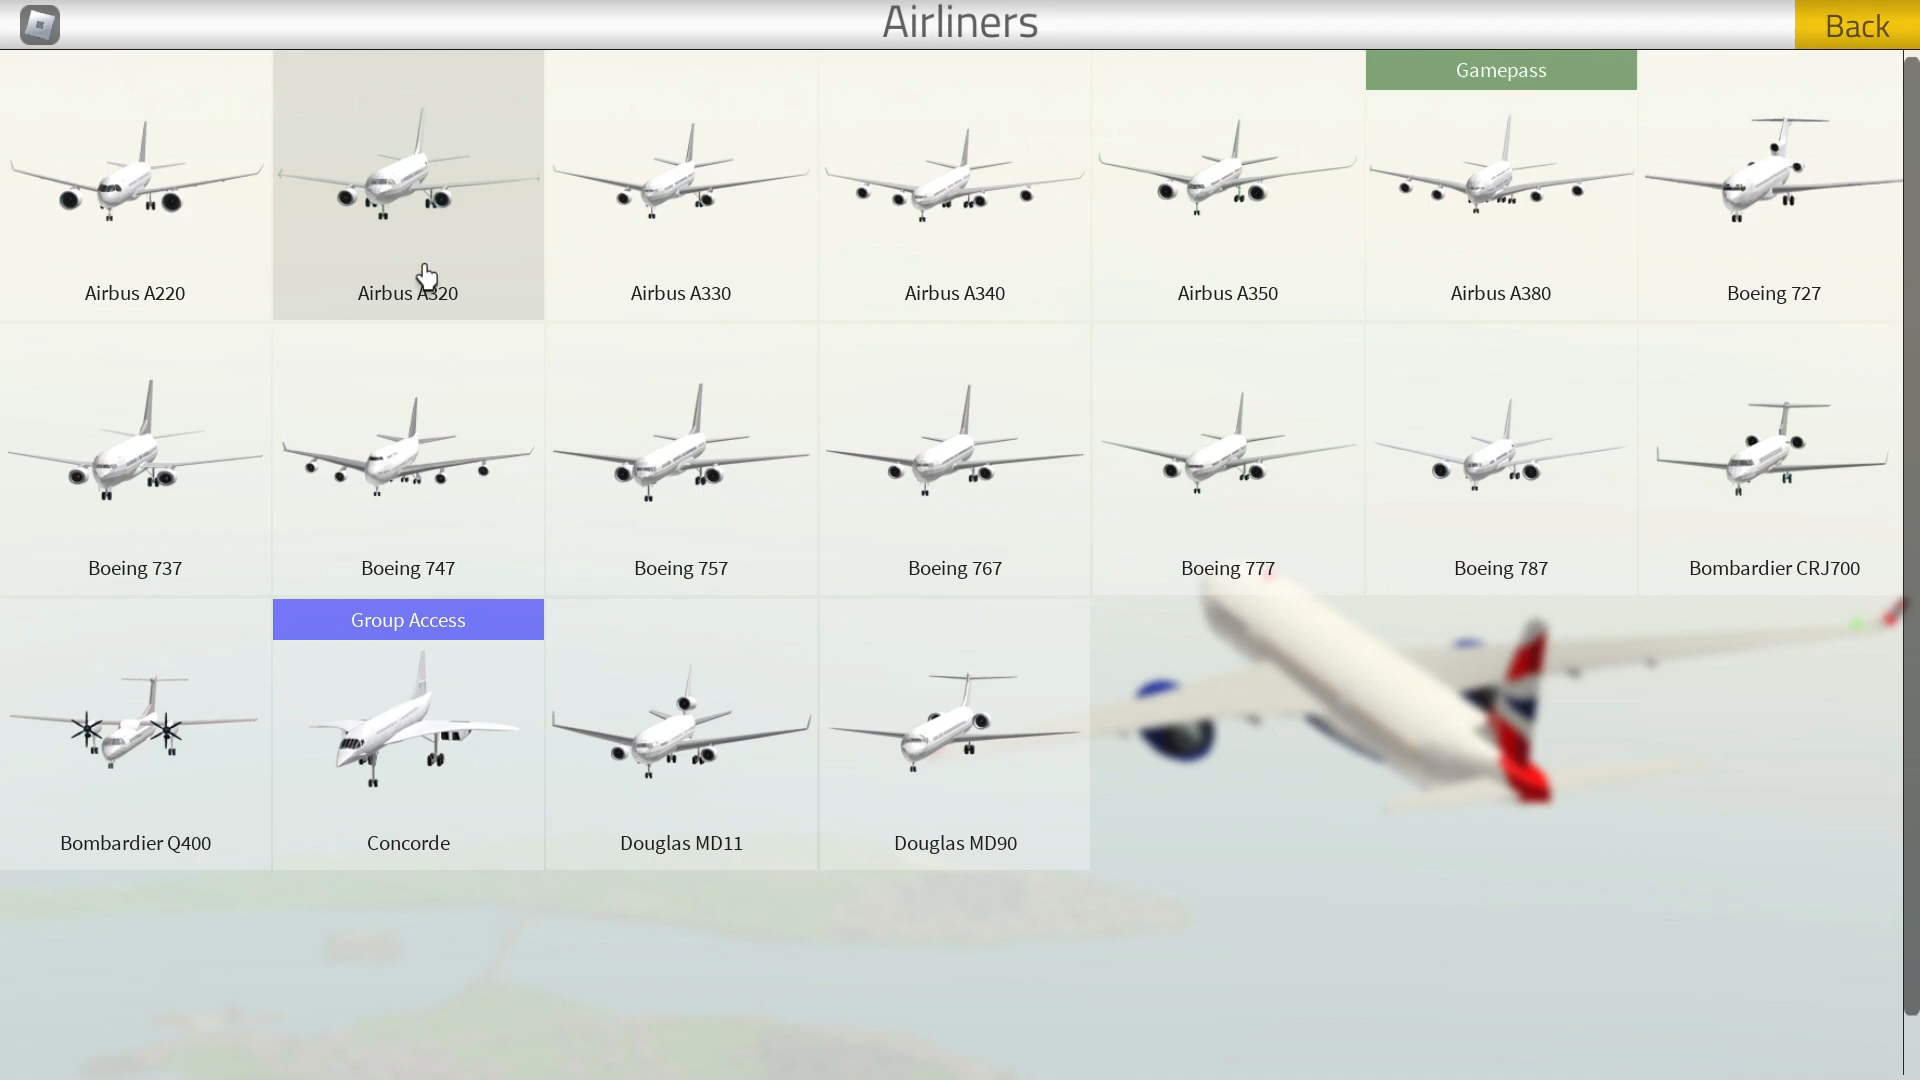 Airliners
Back
Gamepass
Airbus A220
Airbus A320
Airbus A330
Airbus A340
Airbus A350
Airbus A380
Boeing 727
Boeing 737
Boeing 747
Boeing 757
Boeing 767
Boeing 777
Boeing 787
Bombardier CRJ700
Group Access
Bombardier Q400
Concorde
Douglas MD11
Douglas MD90